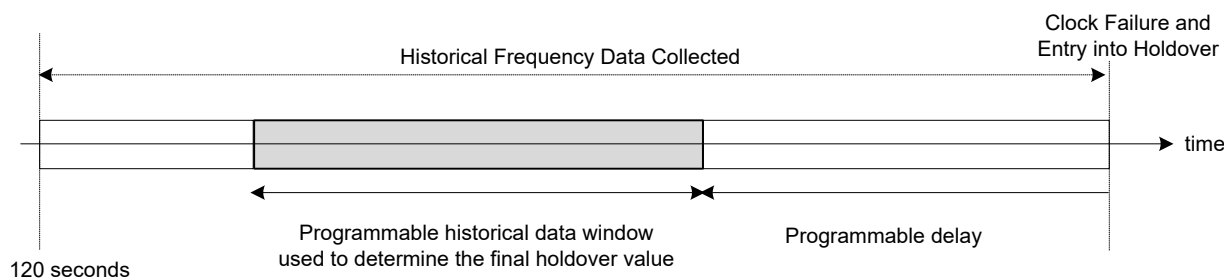 Clock Failure and
Entry into Holdover
Historical Frequency Data Collected
time
Programmable historical data window
used to determine the final holdover value
Programmable delay
120 seconds